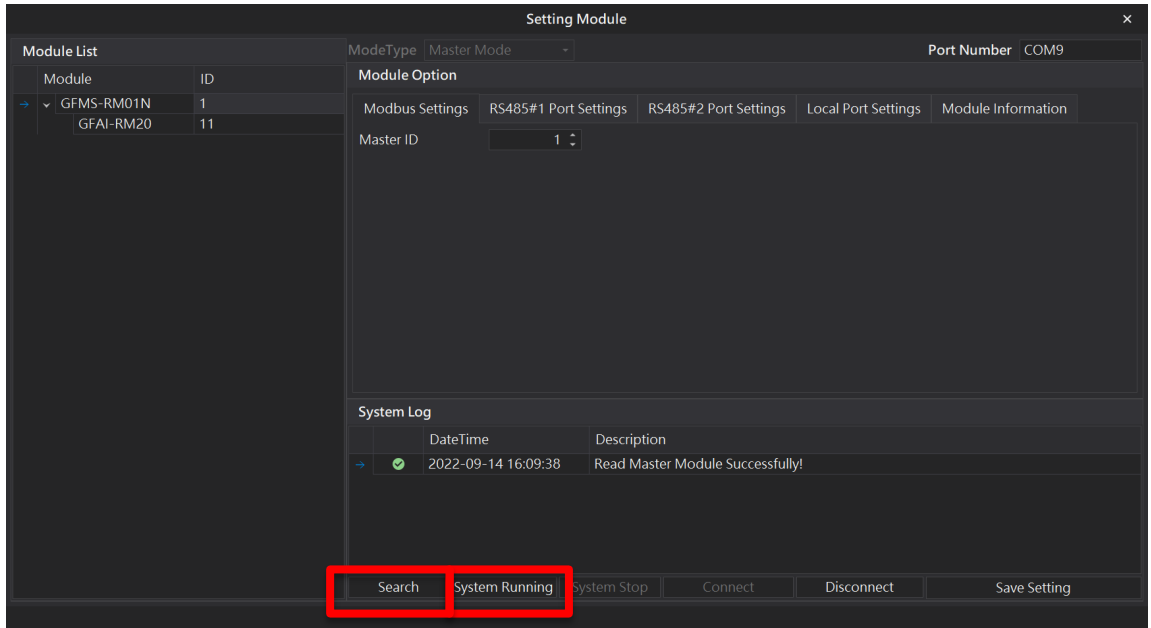 Setting Module
Module List
ModeType Master Mode
Port Number COM9
Module ID
Module Option
GFMS-RM01N 1
GFAI-RM20 11
Modbus Settings RS485#1 Port Settings RS485#2 Port Settings Local Port Settings Module Information
Master ID 1
System Log
DateTime Description
2022-09-14 16:09:38 Read Master Module Successfully!
Search System Running System Stop Connect Disconnect Save Setting